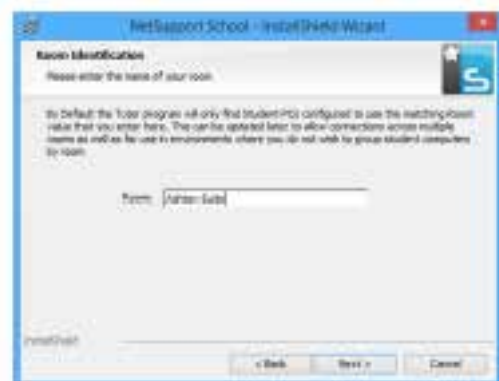 NetSupport School - InstallShield Wizard
Room Identification
Please enter the name of your room
By Default the Tutor program will only find Student PCs configured to use the matching Room
value that you enter here. This can be updated later to allow connections across multiple
rooms as well as for use in environments where you do not wish to group student computers
by room
Room:
InstallShield
< Back Next > Cancel